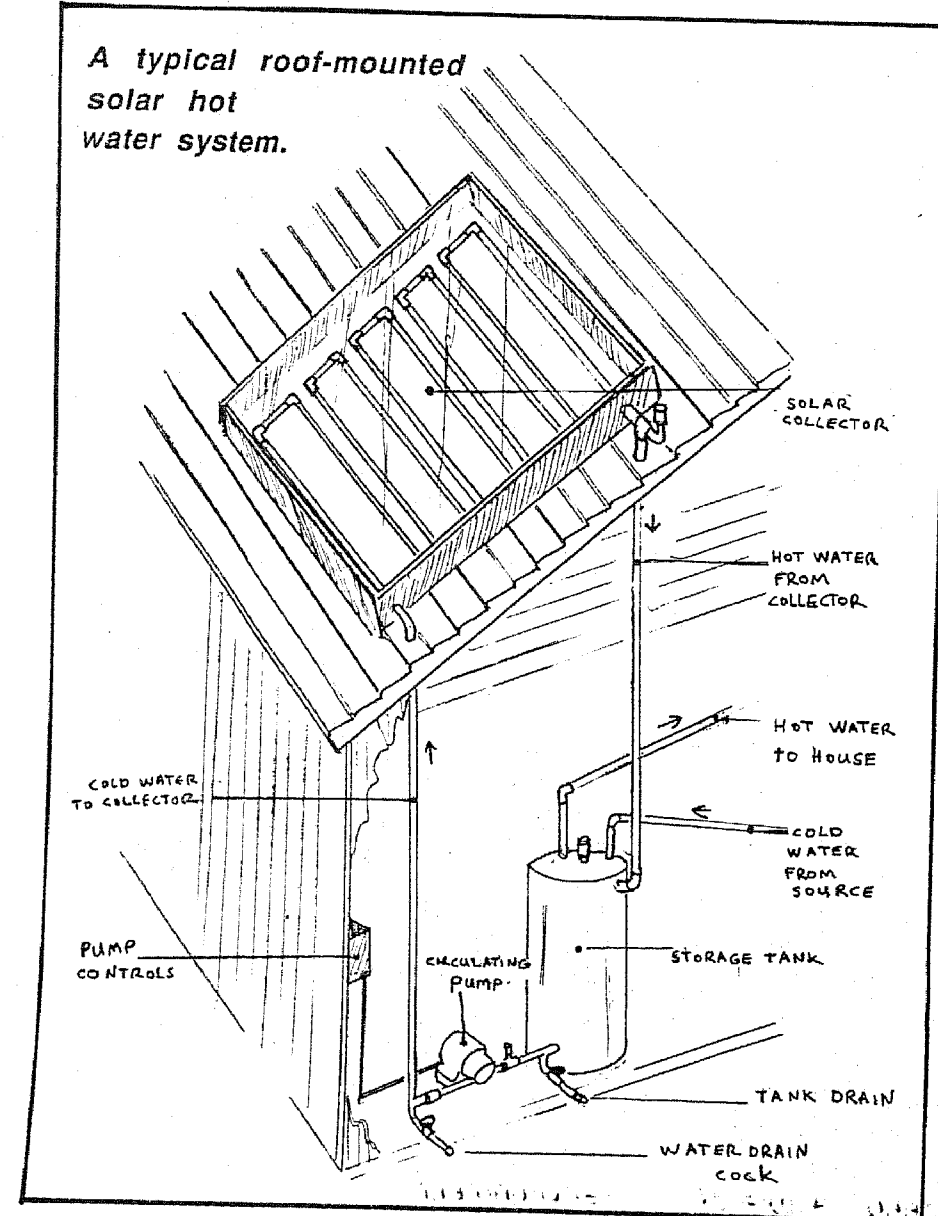 A typical roof-mounted
solar hot
water system.
SOLAR
COLLECTOR
HOT WATER
FROM
COLLECTOR
HOT WATER
TO HOUSE
COLD WATER
TO COLLECTOR
COLD
WATER
FROM
SOURCE
PUMP
CONTROLS
CIRCULATING
PUMP.
STORAGE TANK
TANK DRAIN
WATER DRAIN
COCK